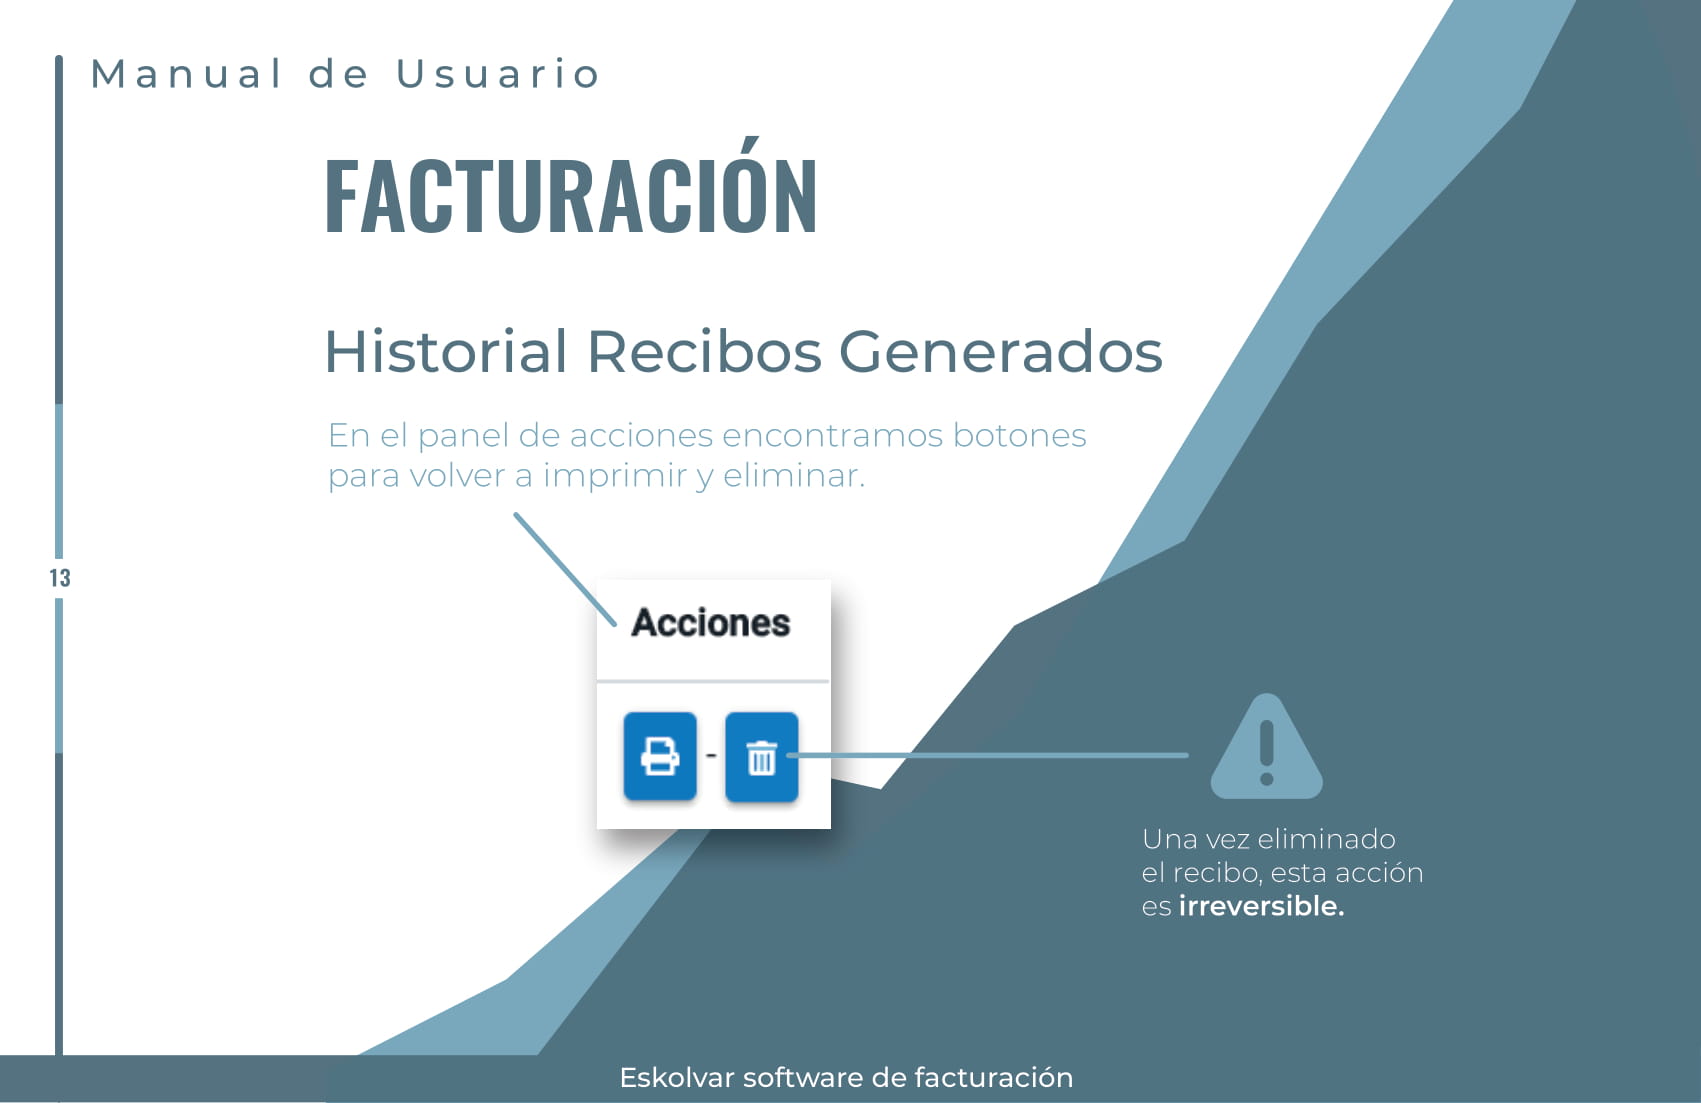 Manual de Usuario
FACTURACIÓN
Historial Recibos Generados
En el panel de acciones encontramos botones
para volver a imprimir y eliminar.
13
Acciones
-
Una vez eliminado
el recibo, esta acción
es irreversible.
Eskolvar software de facturación